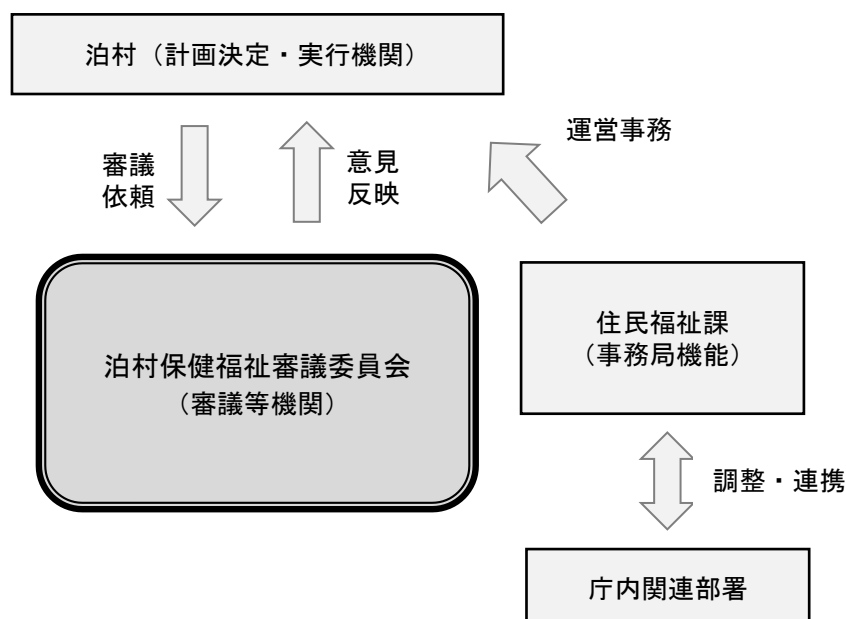 泊村（計画決定・実行機関）
運営事務
審議
依頼
意見
反映
泊村保健福祉審議委員会
（審議等機関）
住民福祉課
（事務局機能）
調整・連携
庁内関連部署